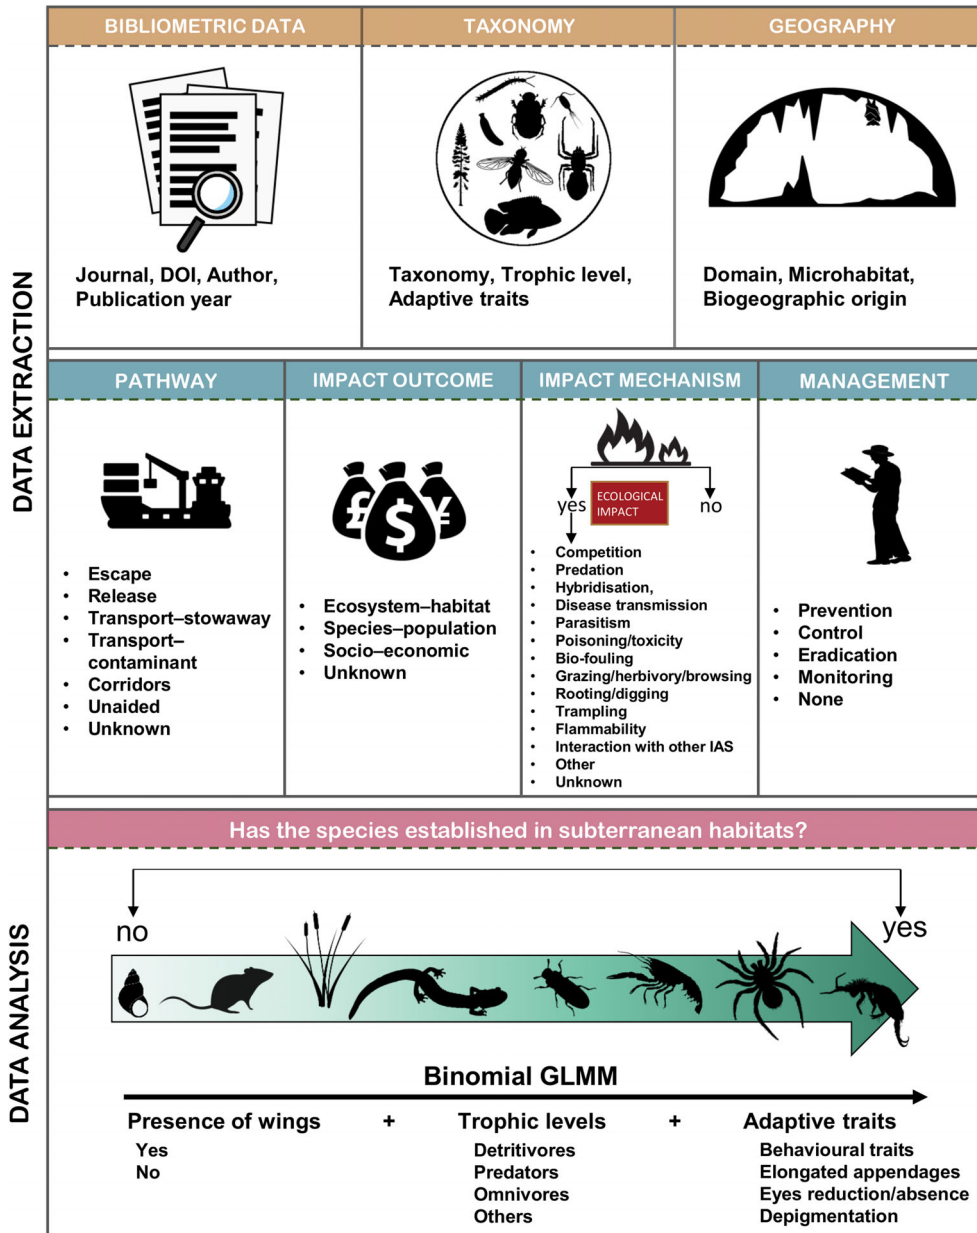 DATA EXTRACTION
BIBLIOMETRIC DATA
TAXONOMY
GEOGRAPHY
Journal, DOI, Author,
Publication year
Taxonomy, Trophic level,
Adaptive traits
Domain, Microhabitat,
Biogeographic origin
PATHWAY
IMPACT OUTCOME
IMPACT MECHANISM
MANAGEMENT
• Escape
• Release
• Transport–stowaway
• Transport–
contaminant
• Corridors
• Unaided
• Unknown
£ $ ¥
• Ecosystem–habitat
• Species–population
• Socio–economic
• Unknown
yes
ECOLOGICAL
IMPACT
no
• Competition
• Predation
• Hybridisation,
• Disease transmission
• Parasitism
• Poisoning/toxicity
• Bio-fouling
• Grazing/herbivory/browsing
• Rooting/digging
• Trampling
• Flammability
• Interaction with other IAS
• Other
• Unknown
• Prevention
• Control
• Eradication
• Monitoring
• None
DATA ANALYSIS
Has the species established in subterranean habitats?
no
yes
Binomial GLMM
Presence of wings + Trophic levels + Adaptive traits
Yes
No
Detritivores
Predators
Omnivores
Others
Behavioural traits
Elongated appendages
Eyes reduction/absence
Depigmentation